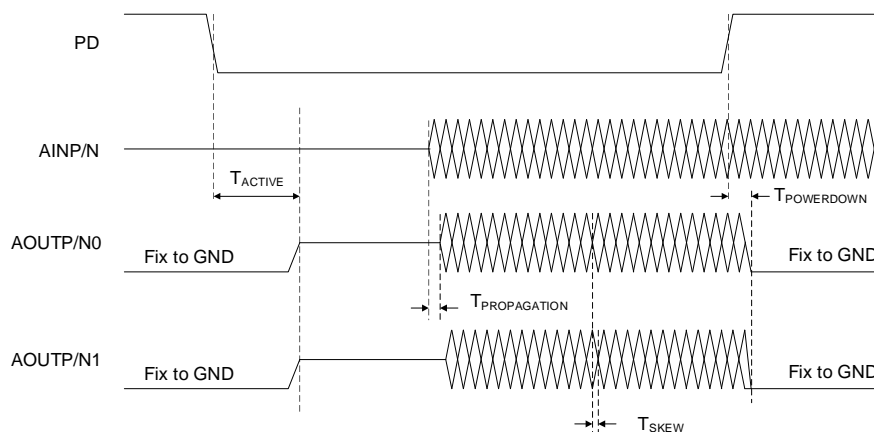 PD
AINP/N
TACTIVE
TPOWERDOWN
AOUTP/N0
Fix to GND
Fix to GND
TPROPAGATION
AOUTP/N1
Fix to GND
Fix to GND
TSKEW